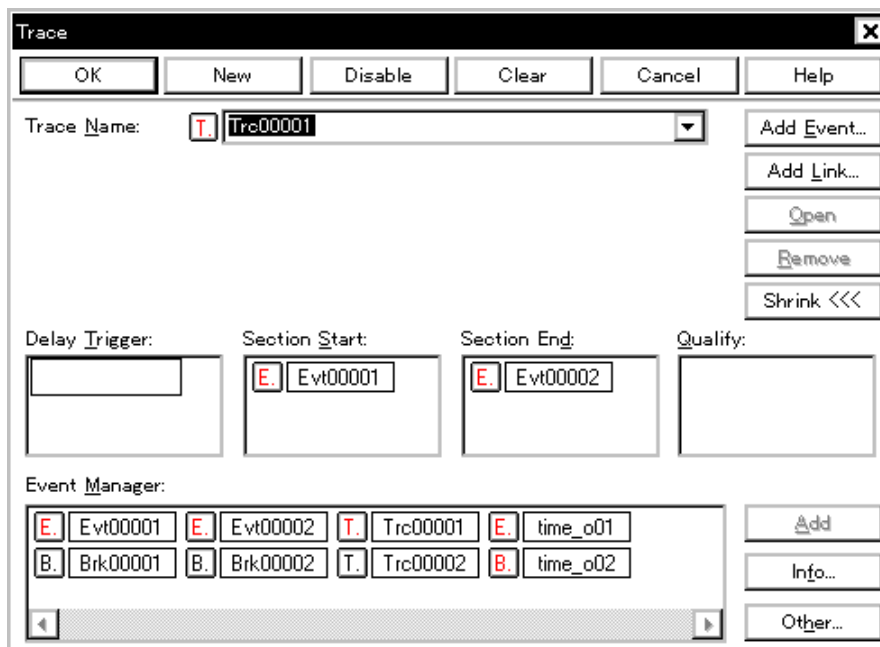 Trace
OK New Disable Clear Cancel Help
Trace Name: T. Trc00001 Add Event...
Add Link...
Open
Remove
Shrink <<<
Delay Trigger: Section Start: Section End: Qualify:
E. Evt00001 E. Evt00002
Event Manager:
E. Evt00001 E. Evt00002 T. Trc00001 E. time_o01 Add
B. Brk00001 B. Brk00002 T. Trc00002 B. time_o02 Info...
Other...